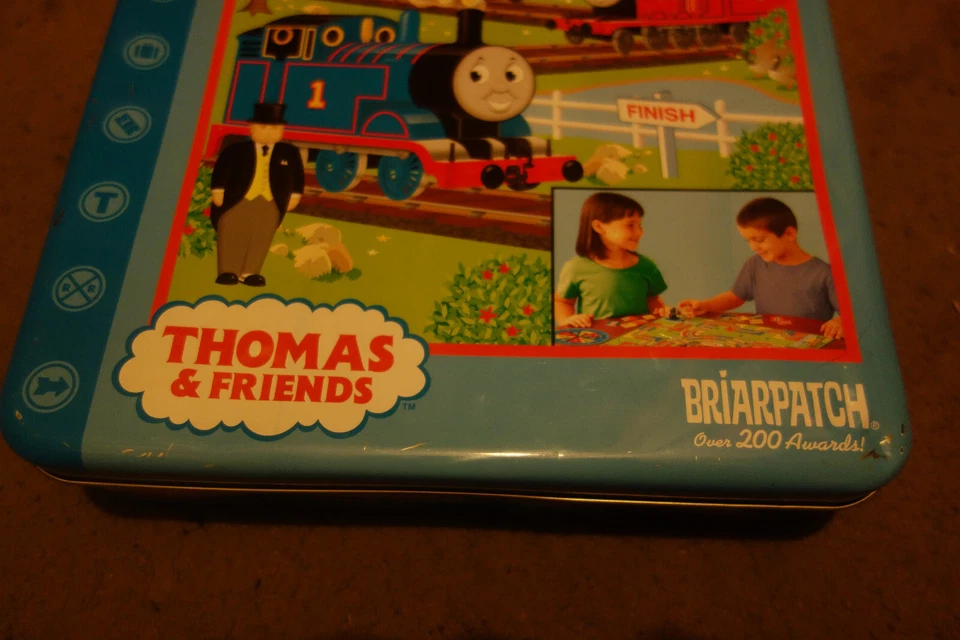 1
FINISH
T
R R
THOMAS
& FRIENDS
TM
BRIARPATCH®
Over 200 Awards!